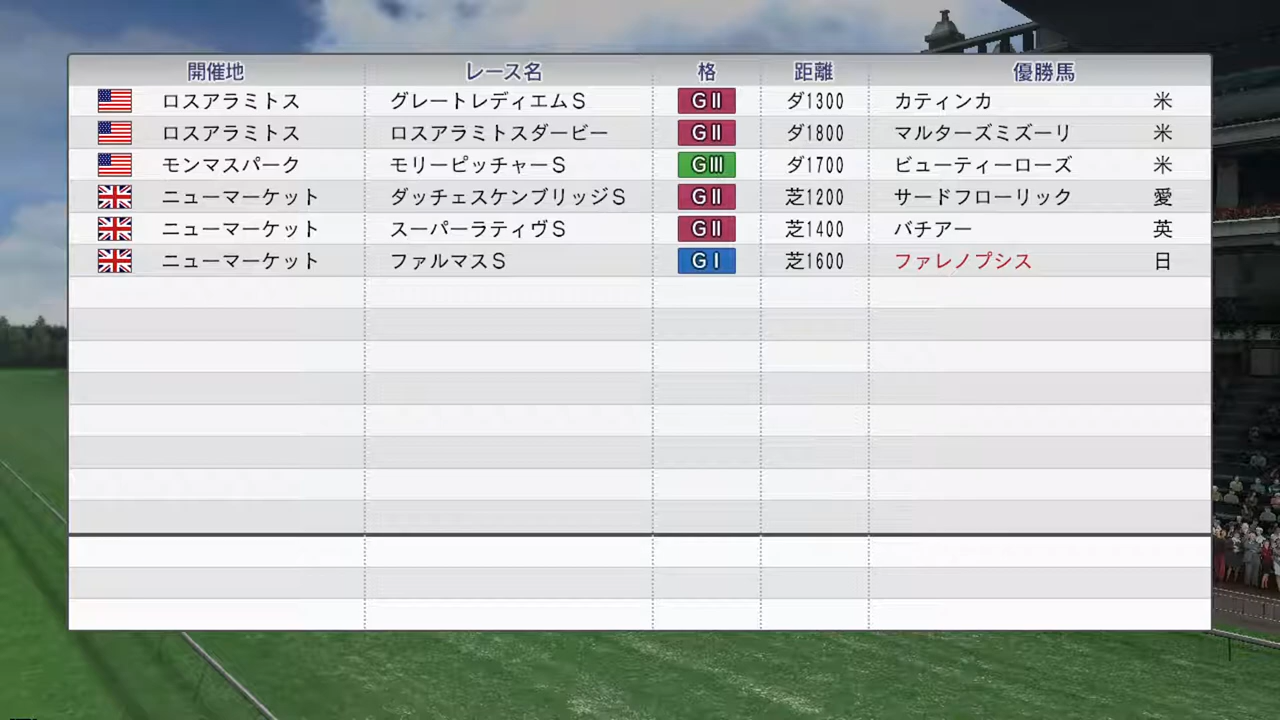 開催地 レース名 格 距離 優勝馬
ロスアラミトス グレートレディエムS GⅡ ダ1300 カティンカ 米
ロスアラミトス ロスアラミトスダービー GⅡ ダ1800 マルターズミズーリ 米
モンマスパーク モリーピッチャーS GⅢ ダ1700 ビューティーローズ 米
ニューマーケット ダッチェスケンブリッジS GⅡ 芝1200 サードフローリック 愛
ニューマーケット スーパーラティヴS GⅡ 芝1400 バチアー 英
ニューマーケット ファルマスS GⅠ 芝1600 ファレノプシス 日